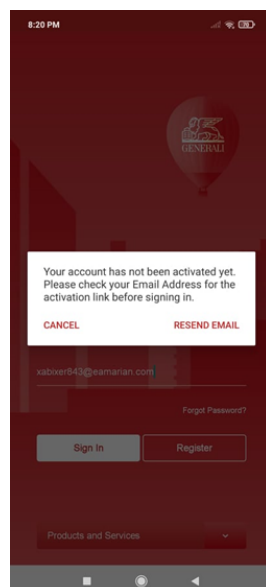 8:20 PM
79
GENERALI
Your account has not been activated yet.
Please check your Email Address for the
activation link before signing in.
CANCEL
RESEND EMAIL
xabixer843@eamarian.com
Forgot Password?
Sign In
Register
Products and Services